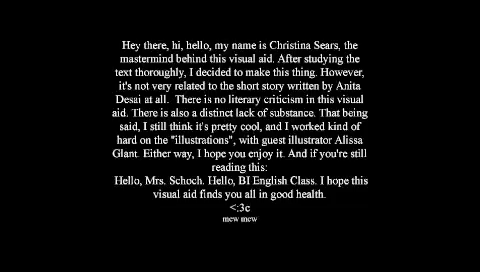 Hey there, hi, hello, my name is Christina Sears, the
mastermind behind this visual aid. After studying the
text thoroughly, I decided to make this thing. However,
it's not very related to the short story written by Anita
Desai at all.  There is no literary criticism in this visual
aid. There is also a distinct lack of substance. That being
said, I still think it's pretty cool, and I worked kind of
hard on the "illustrations", with guest illustrator Alissa
Glant. Either way, I hope you enjoy it. And if you're still
reading this:
Hello, Mrs. Schoch. Hello, BI English Class. I hope this
visual aid finds you all in good health.
<:3c
mew mew